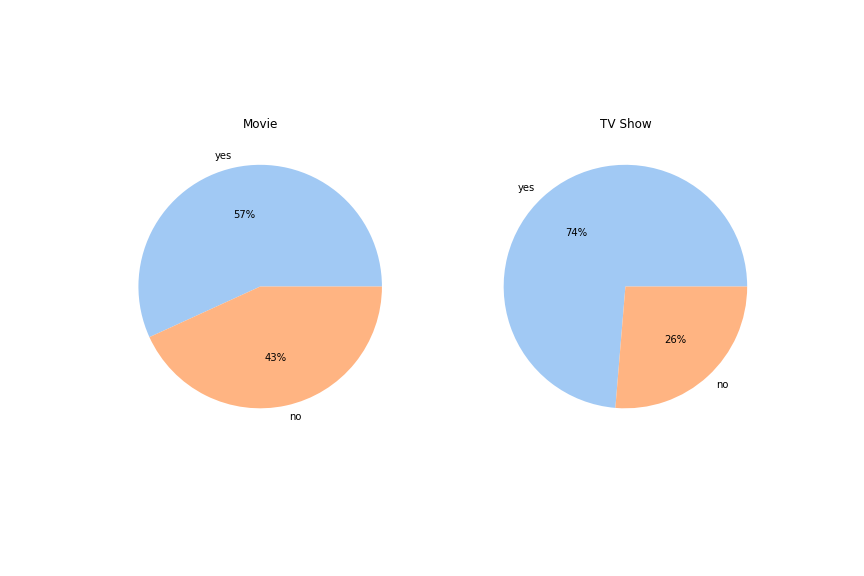 Movie
yes
57%
43%
no
TV Show
yes
74%
26%
no